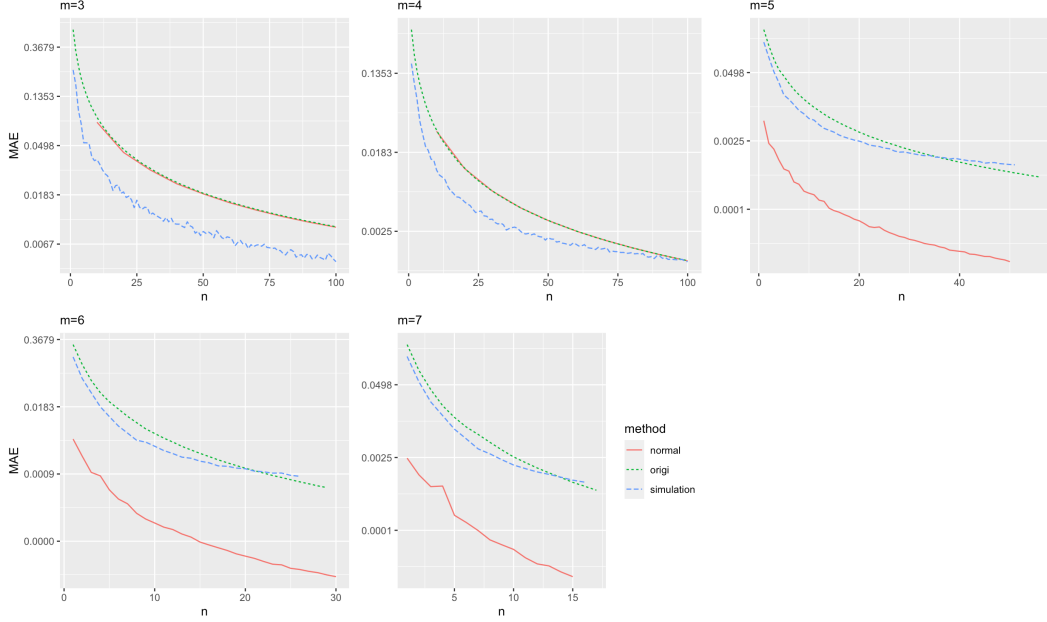 m=3
m=4
m=5
0.3679
0.1353
0.0498
0.0183
0.0067
MAE
0 25 50 75 100
n
0.1353
0.0183
0.0025
0 25 50 75 100
n
0.0498
0.0025
0.0001
0 20 40
n
m=6
m=7
0.3679
0.0183
0.0009
0.0000
MAE
0 10 20 30
n
0.0498
0.0025
0.0001
5 10 15
n
method
normal
origi
simulation